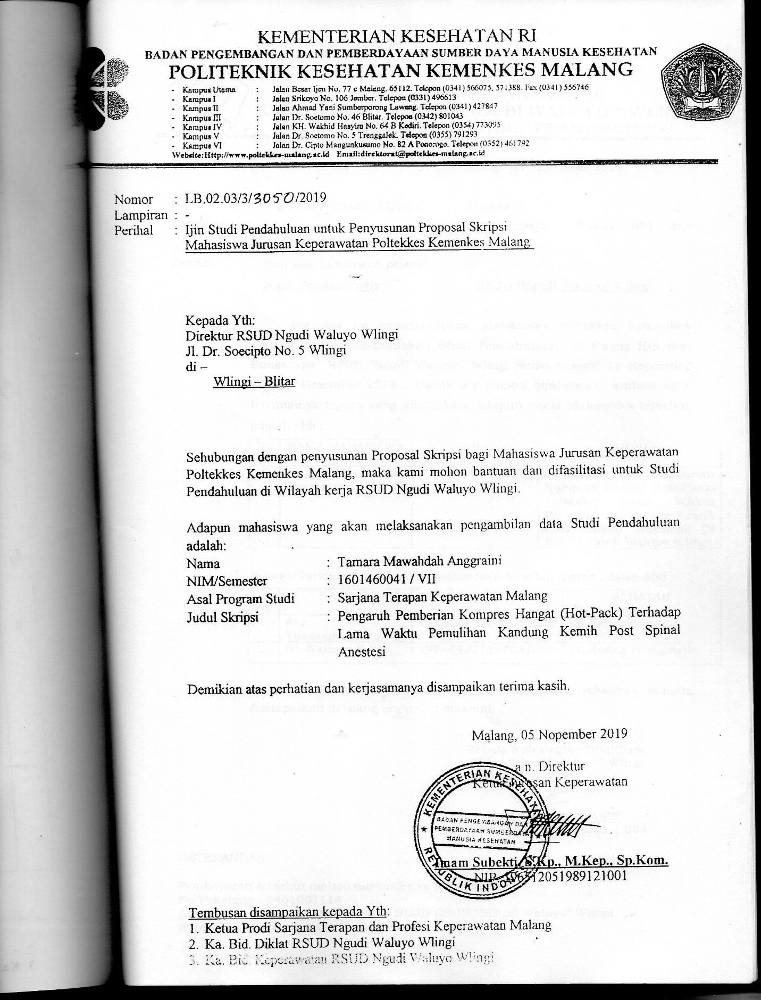 KEMENTERIAN KESEHATAN RI
BADAN PENGEMBANGAN DAN PEMBERDAYAAN SUMBER DAYA MANUSIA KESEHATAN
POLITEKNIK KESEHATAN KEMENKES MALANG
- Kampus Utama : Jalan Besar Ijen No. 77 c Malang. 65112. Telepon (0341) 566075, 571388. Fax (0341) 556746
- Kampus I : Jalan Srikoyo No. 106 Jember. Telepon (0331) 496613
- Kampus II : Jalan Ahmad Yani Sumberporong Lawang. Telepon (0341) 427847
- Kampus III : Jalan Dr. Soetomo No. 46 Blitar. Telepon (0342) 801043
- Kampus IV : Jalan KH. Wakhid Hasyim No. 64 B Kediri. Telepon (0354) 773095
- Kampus V : Jalan Dr. Soetomo No. 5 Trenggalek. Telepon (0355) 791293
- Kampus VI : Jalan Dr. Cipto Mangunkusumo No. 82 A Ponorogo. Telepon (0352) 461792
Website:Http://www.poltekkes-malang.ac.id Email:direktorat@poltekkes-malang.ac.id
Nomor : LB.02.03/3/3050/2019
Lampiran : -
Perihal : Ijin Studi Pendahuluan untuk Penyusunan Proposal Skripsi
Mahasiswa Jurusan Keperawatan Poltekkes Kemenkes Malang
Kepada Yth:
Direktur RSUD Ngudi Waluyo Wlingi
Jl. Dr. Soecipto No. 5 Wlingi
di –
Wlingi – Blitar
Sehubungan dengan penyusunan Proposal Skripsi bagi Mahasiswa Jurusan Keperawatan
Poltekkes Kemenkes Malang, maka kami mohon bantuan dan difasilitasi untuk Studi
Pendahuluan di Wilayah kerja RSUD Ngudi Waluyo Wlingi.
Adapun mahasiswa yang akan melaksanakan pengambilan data Studi Pendahuluan
adalah:
Nama : Tamara Mawahdah Anggraini
NIM/Semester : 1601460041 / VII
Asal Program Studi : Sarjana Terapan Keperawatan Malang
Judul Skripsi : Pengaruh Pemberian Kompres Hangat (Hot-Pack) Terhadap
Lama Waktu Pemulihan Kandung Kemih Post Spinal
Anestesi
Demikian atas perhatian dan kerjasamanya disampaikan terima kasih.
Malang, 05 Nopember 2019
a.n. Direktur
Ketua Jurusan Keperawatan
KEMENTERIAN KESEHATAN
BADAN PENGEMBANGAN DAN
PEMBERDAYAAN SUMBERDAYA
MANUSIA KESEHATAN
REPUBLIK INDONESIA
Imam Subekti, S.Kp., M.Kep., Sp.Kom.
NIP. 196512051989121001
Tembusan disampaikan kepada Yth:
1. Ketua Prodi Sarjana Terapan dan Profesi Keperawatan Malang
2. Ka. Bid. Diklat RSUD Ngudi Waluyo Wlingi
3. Ka. Bid. Keperawatan RSUD Ngudi Waluyo Wlingi